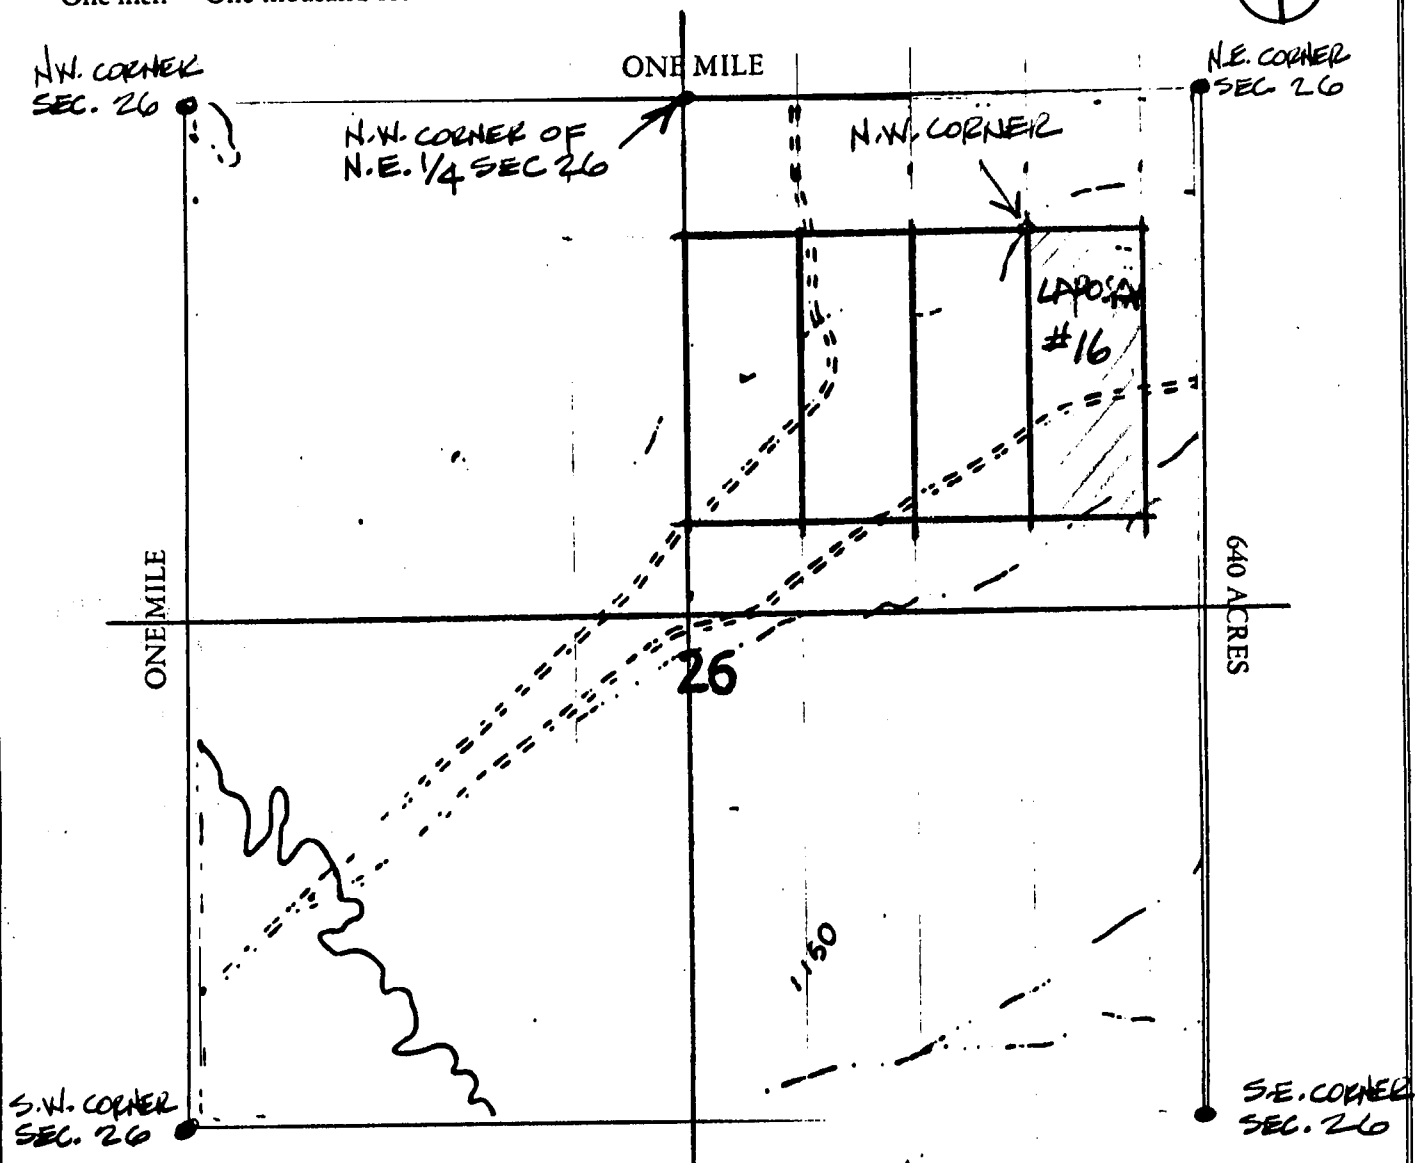 ONE MILE
N.W. CORNER
SEC. 26
N.E. CORNER
SEC. 26
N.W. CORNER OF
N.E. 1/4 SEC 26
N.W. CORNER
#16
ONE MILE
640 ACRES
26
1150
S.W. CORNER
SEC. 26
S.E. CORNER
SEC. 26